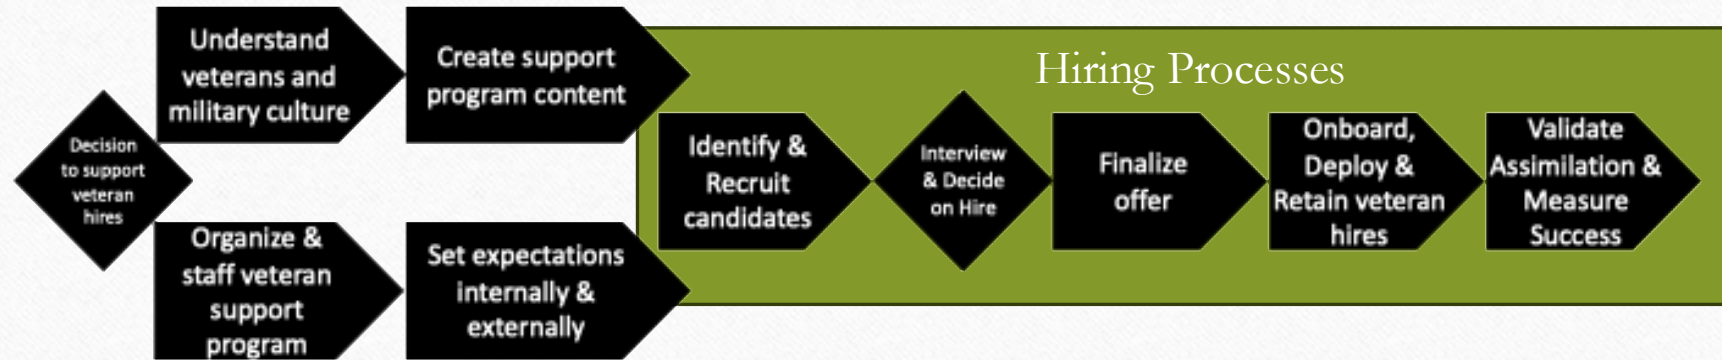 Decision
to support
veteran
hires
Understand
veterans and
military culture
Create support
program content
Organize &
staff veteran
support
program
Set expectations
internally &
externally
Hiring Processes
Identify &
Recruit
candidates
Interview
& Decide
on Hire
Finalize
offer
Onboard,
Deploy &
Retain veteran
hires
Validate
Assimilation &
Measure
Success